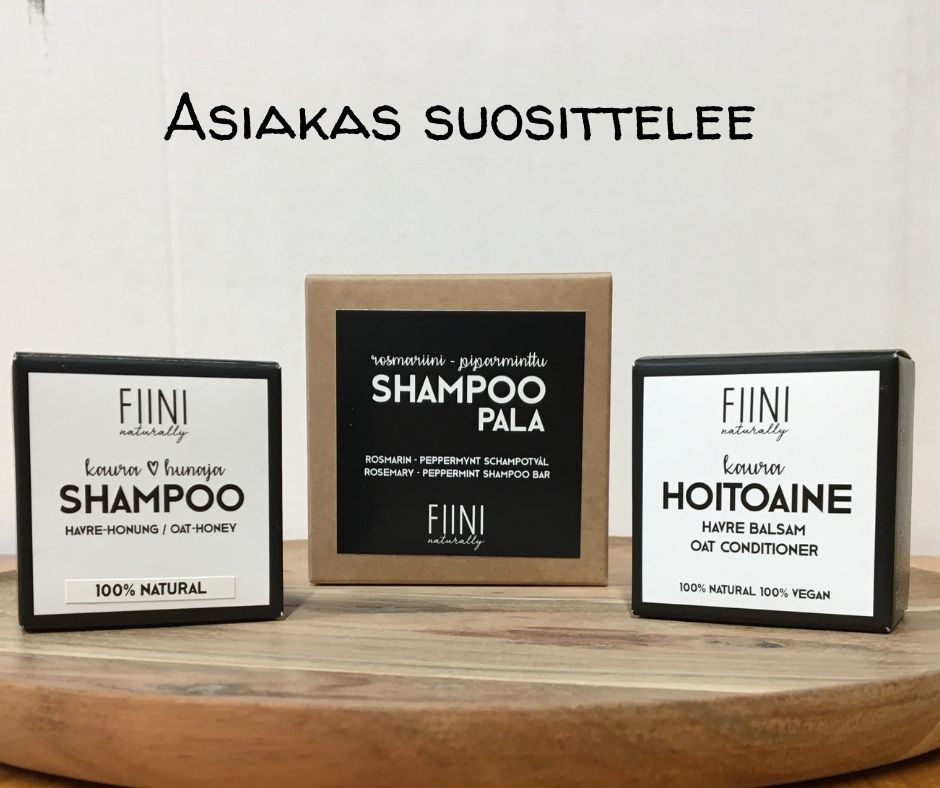 Asiakas suosittelee
FIINI
naturally
kaura ♡ hunaja
SHAMPOO
HAVRE-HONUNG / OAT-HONEY
100% NATURAL
rosmariini - piparminttu
SHAMPOO
PALA
ROSMARIN - PEPPERMYNT SCHAMPOTVÅL
ROSEMARY - PEPPERMINT SHAMPOO BAR
FIINI
naturally
FIINI
naturally
kaura
HOITOAINE
HAVRE BALSAM
OAT CONDITIONER
100% NATURAL 100% VEGAN